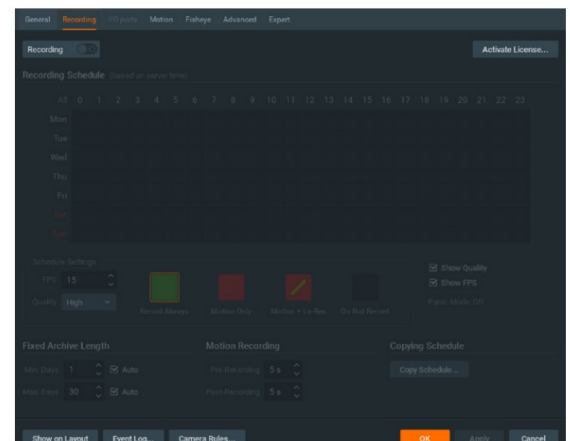 General Recording I/O ports Motion Fisheye Advanced Expert
Recording
Activate License...
Recording Schedule (based on server time)
All 0 1 2 3 4 5 6 7 8 9 10 11 12 13 14 15 16 17 18 19 20 21 22 23
Mon
Tue
Wed
Thu
Fri
Sat
Sun
Schedule Settings
FPS 15
Quality High
Record Always
Motion Only
Motion + Lo-Res
Do Not Record
Show Quality
Show FPS
Panic Mode: Off
Fixed Archive Length
Min. Days 1 Auto
Max. Days 30 Auto
Motion Recording
Pre-Recording 5 s
Post-Recording 5 s
Copying Schedule
Copy Schedule...
Show on Layout Event Log... Camera Rules... OK Apply Cancel